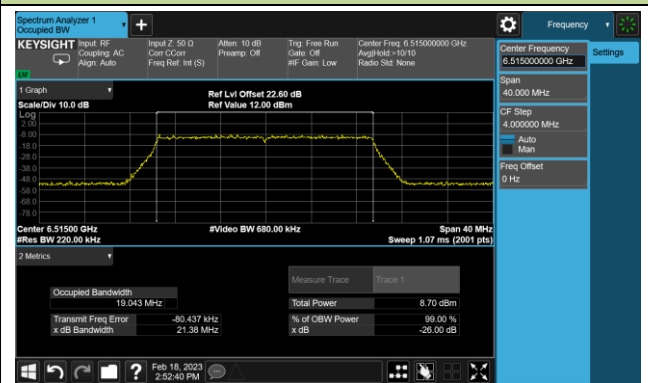 Spectrum Analyzer 1
Occupied BW
+
Frequency
KEYSIGHT
Input: RF
Coupling: AC
Align: Auto
Input Z: 50 Ω
Corr CCorr
Freq Ref: Int (S)
Atten: 10 dB
Preamp: Off
Trig: Free Run
Gate: Off
#IF Gain: Low
Center Freq: 6.515000000 GHz
Avg|Hold:>10/10
Radio Std: None
Center Frequency
6.515000000 GHz
Settings
Span
40.000 MHz
CF Step
4.000000 MHz
Auto
Man
Freq Offset
0 Hz
1 Graph
Scale/Div 10.0 dB
Ref Lvl Offset 22.60 dB
Ref Value 12.00 dBm
Log
2.00
-8.00
-18.0
-28.0
-38.0
-48.0
-58.0
-68.0
-78.0
Center 6.51500 GHz
#Res BW 220.00 kHz
#Video BW 680.00 kHz
Span 40 MHz
Sweep 1.07 ms (2001 pts)
2 Metrics
Measure Trace
Trace 1
Occupied Bandwidth
19.043 MHz
Total Power
8.70 dBm
Transmit Freq Error
-80.437 kHz
% of OBW Power
99.00 %
x dB Bandwidth
21.38 MHz
x dB
-26.00 dB
?
Feb 18, 2023
2:52:40 PM